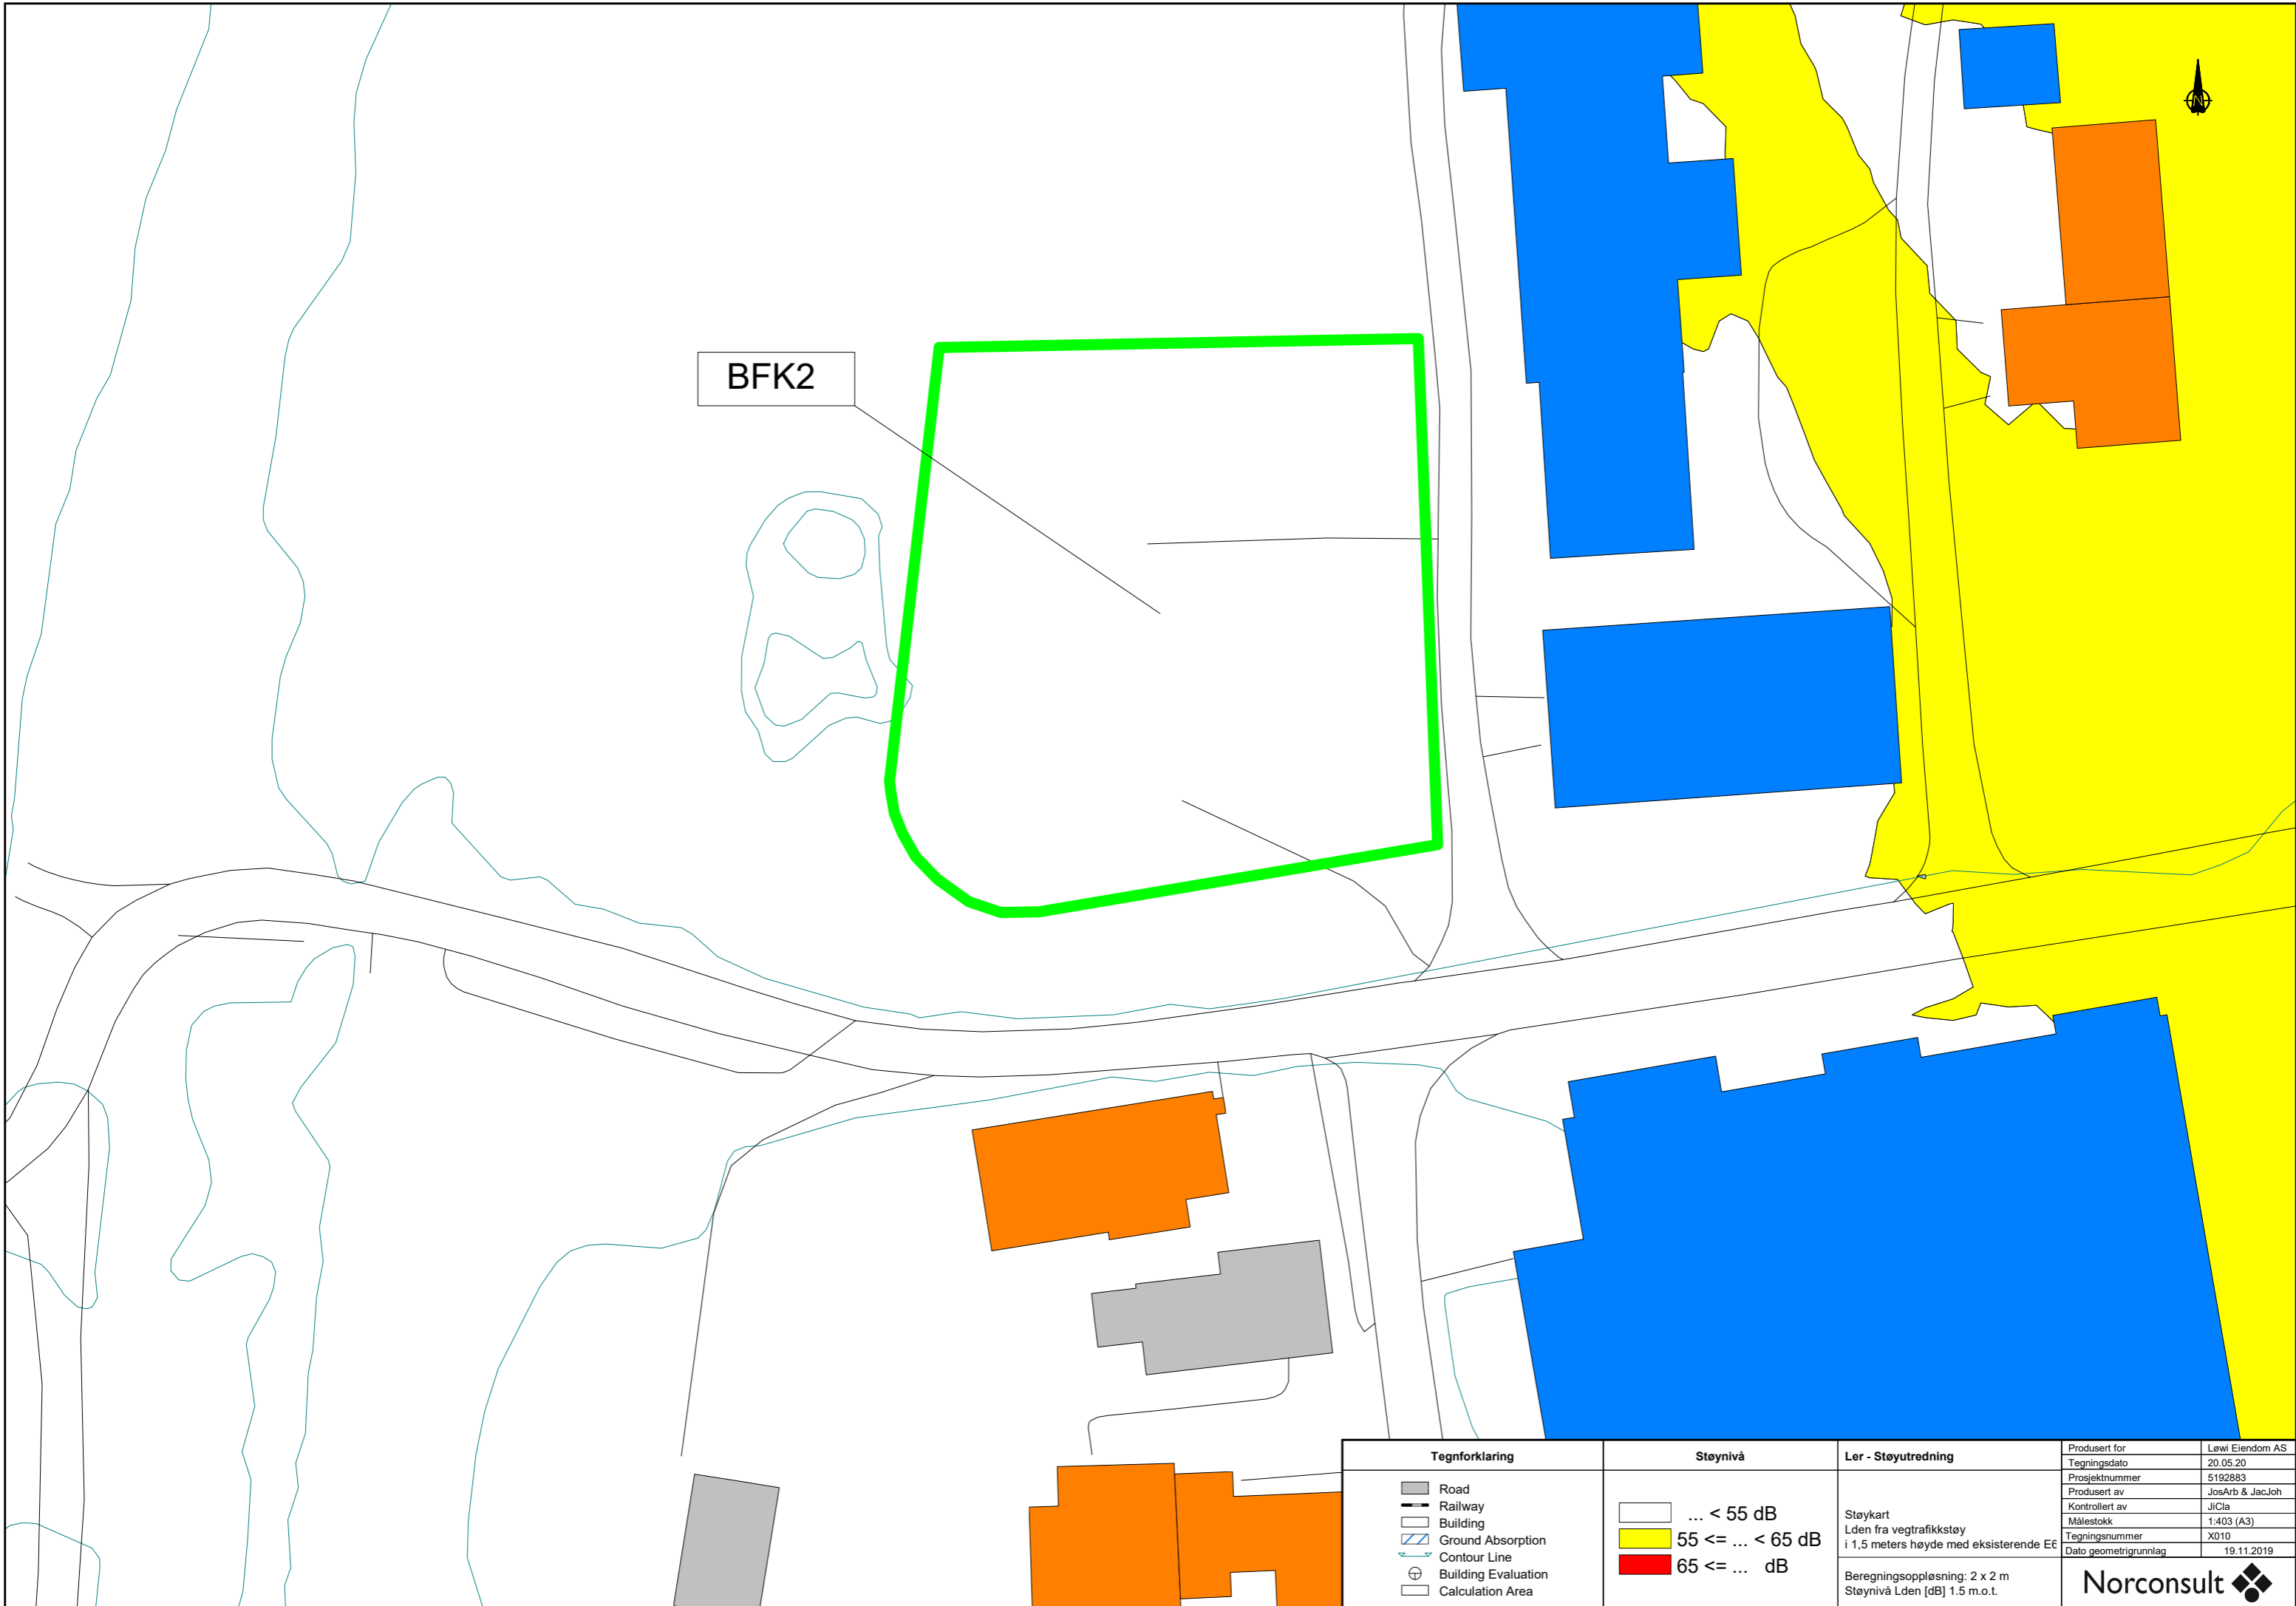 BFK2
N
Tegnforklaring
Road
Railway
Building
Ground Absorption
Contour Line
Building Evaluation
Calculation Area
Støynivå
... < 55 dB
55 <= ... < 65 dB
65 <= ... dB
Ler - Støyutredning
Støykart
Lden fra vegtrafikkstøy
i 1,5 meters høyde med eksisterende E6
Beregningsoppløsning: 2 x 2 m
Støynivå Lden [dB] 1.5 m.o.t.
Produsert for Løwi Eiendom AS
Tegningsdato 20.05.20
Prosjektnummer 5192883
Produsert av JosArb & JacJoh
Kontrollert av JiCla
Målestokk 1:403 (A3)
Tegningsnummer X010
Dato geometrigrunnlag 19.11.2019
Norconsult